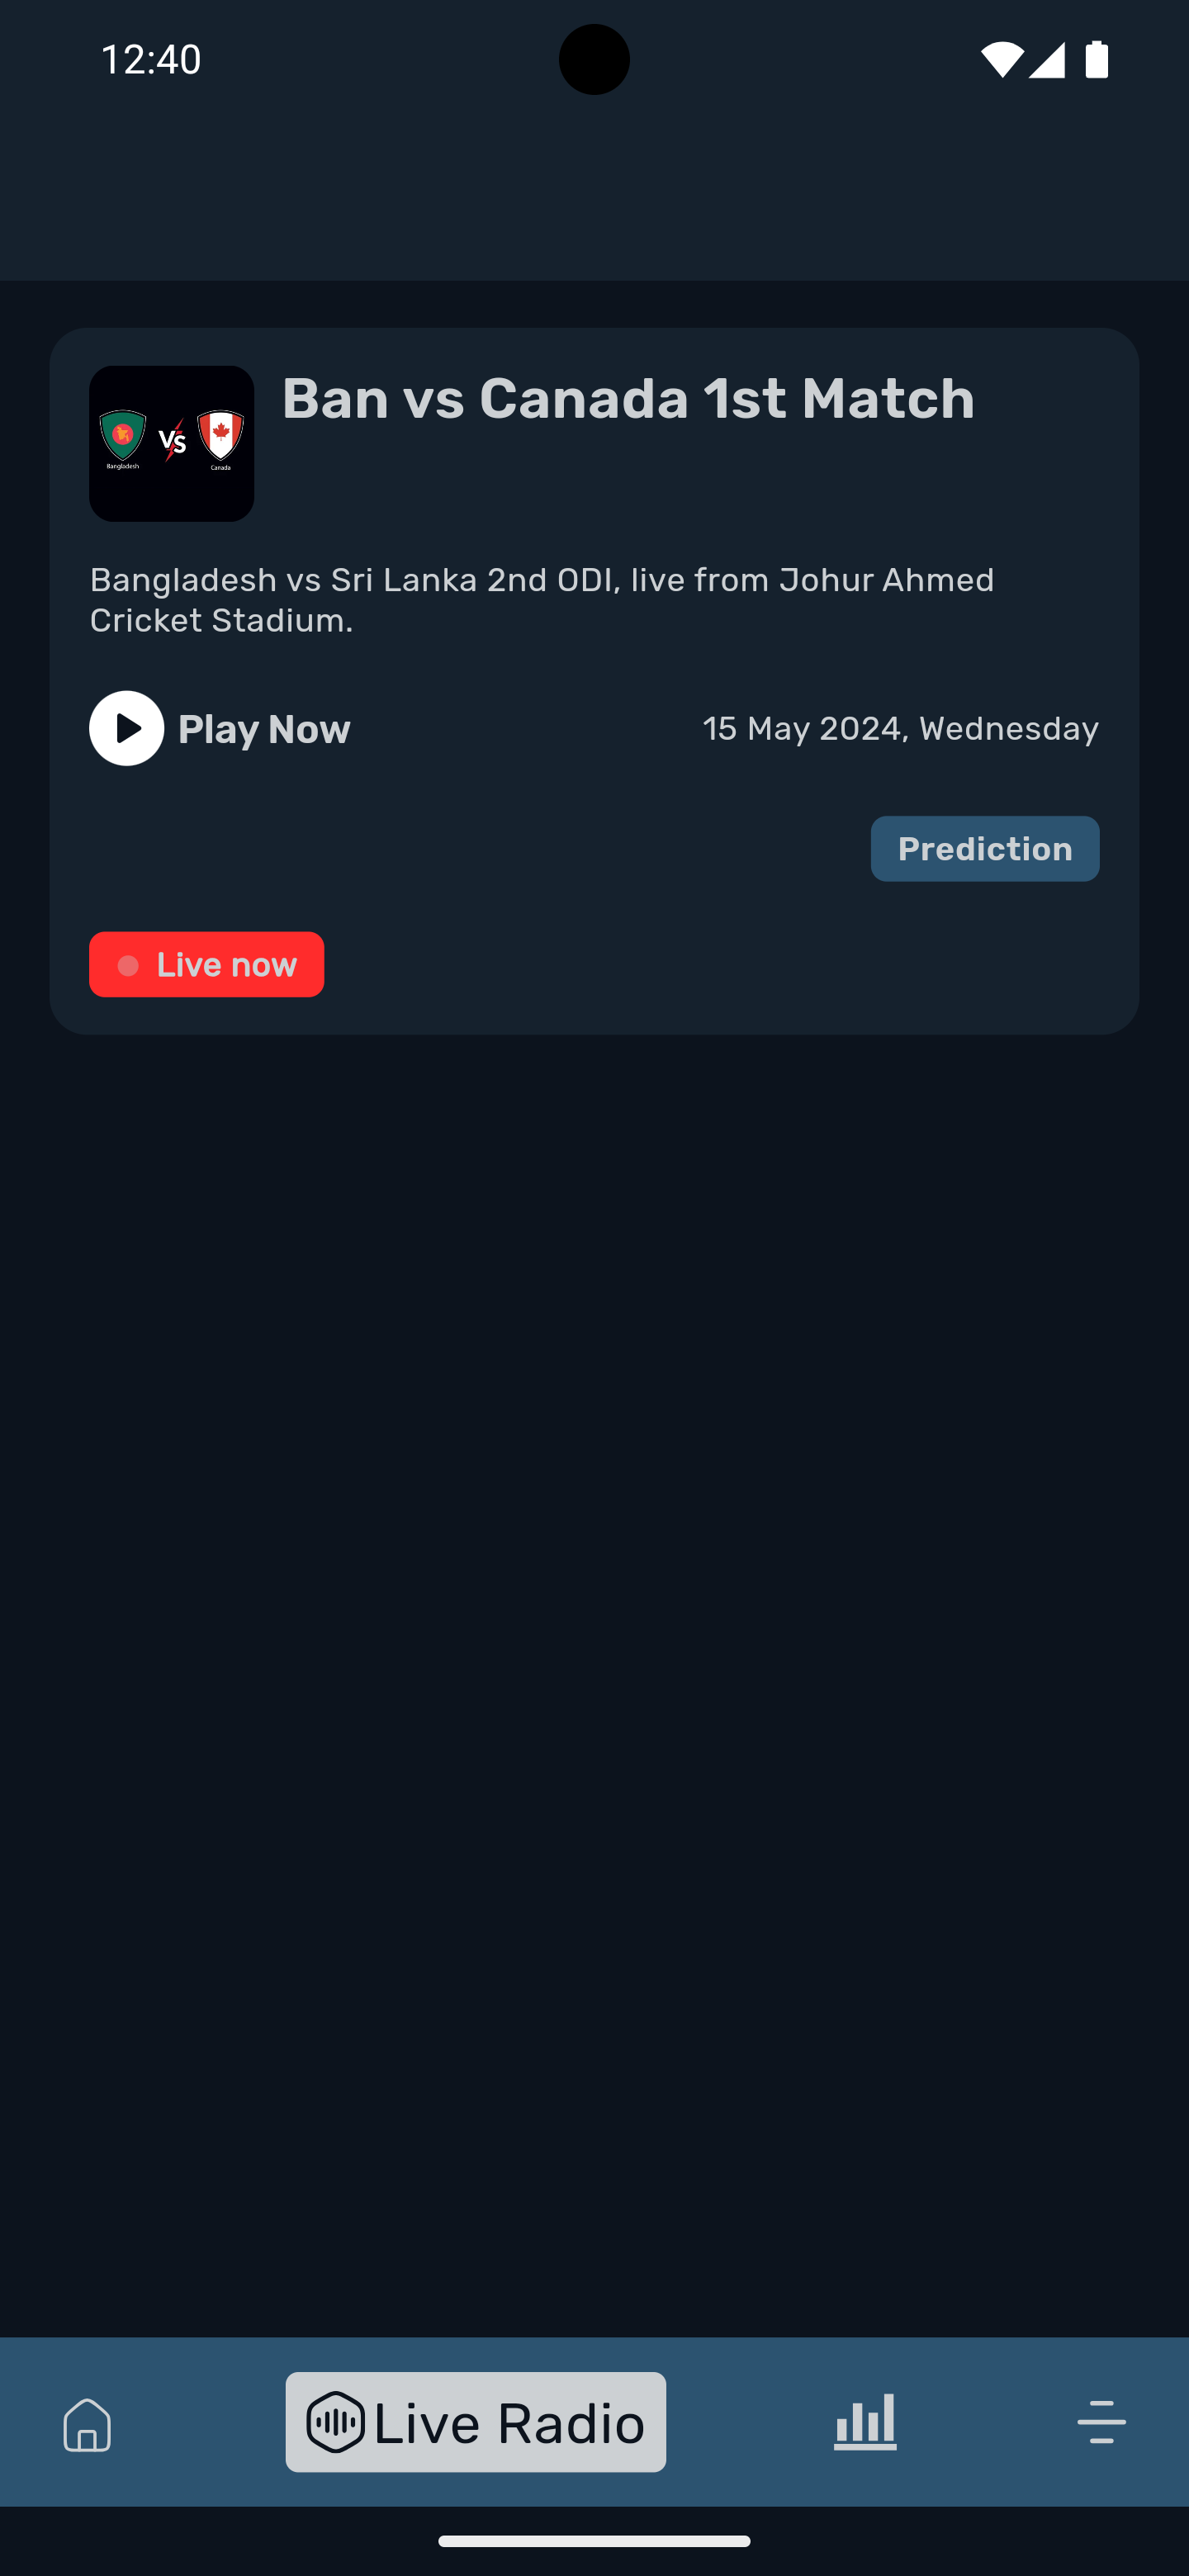 12:40
Ban vs Canada 1st Match
VS
Bangladesh
Canada
Bangladesh vs Sri Lanka 2nd ODI, live from Johur Ahmed
Cricket Stadium.
Play Now
15 May 2024, Wednesday
Prediction
Live now
Live Radio